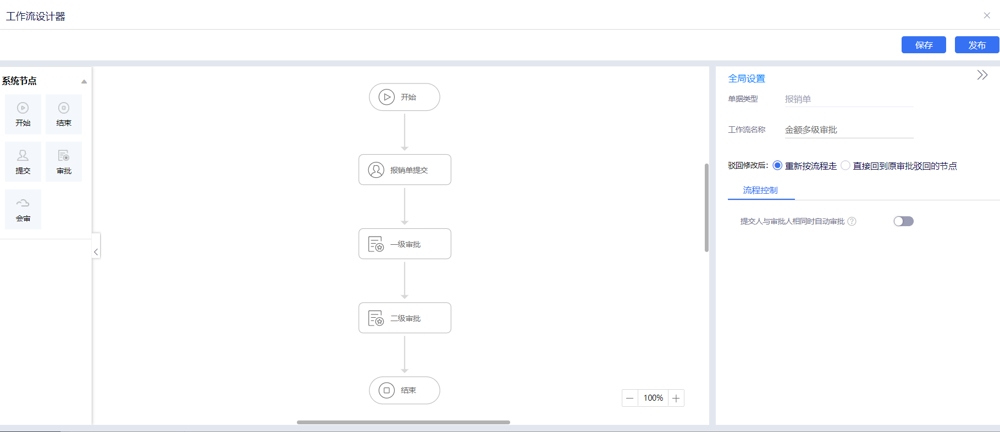 工作流设计器
保存
发布
系统节点
开始
结束
提交
审批
会审
开始
报销单提交
一级审批
二级审批
结束
100%
全局设置
单据类型 报销单
工作流名称 金额多级审批
驳回修改后: 重新按流程走 直接回到原审批驳回的节点
流程控制
提交人与审批人相同时自动审批 ?